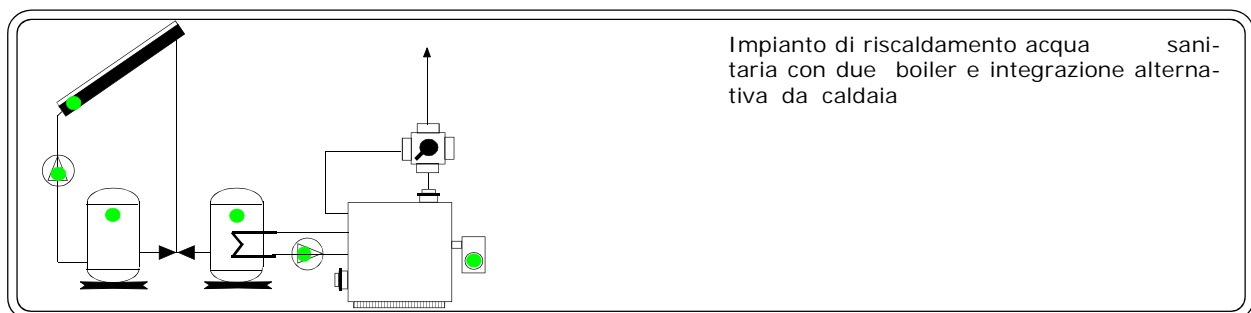 Impianto di riscaldamento acqua sani-
taria con due boiler e integrazione alterna-
tiva da caldaia